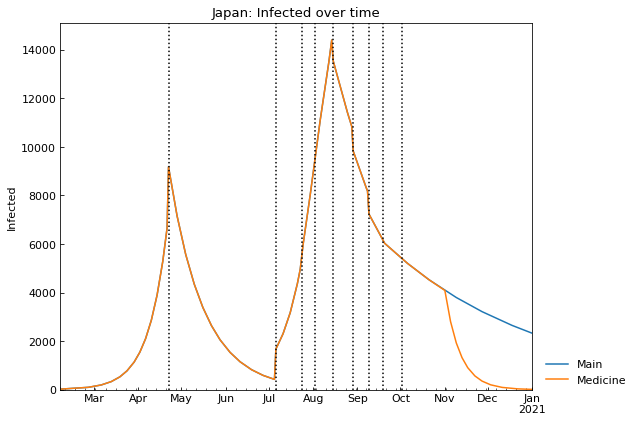 Japan: Infected over time
Infected
14000
12000
10000
8000
6000
4000
2000
0
Mar Apr May Jun Jul Aug Sep Oct Nov Dec Jan
2021
Main
Medicine